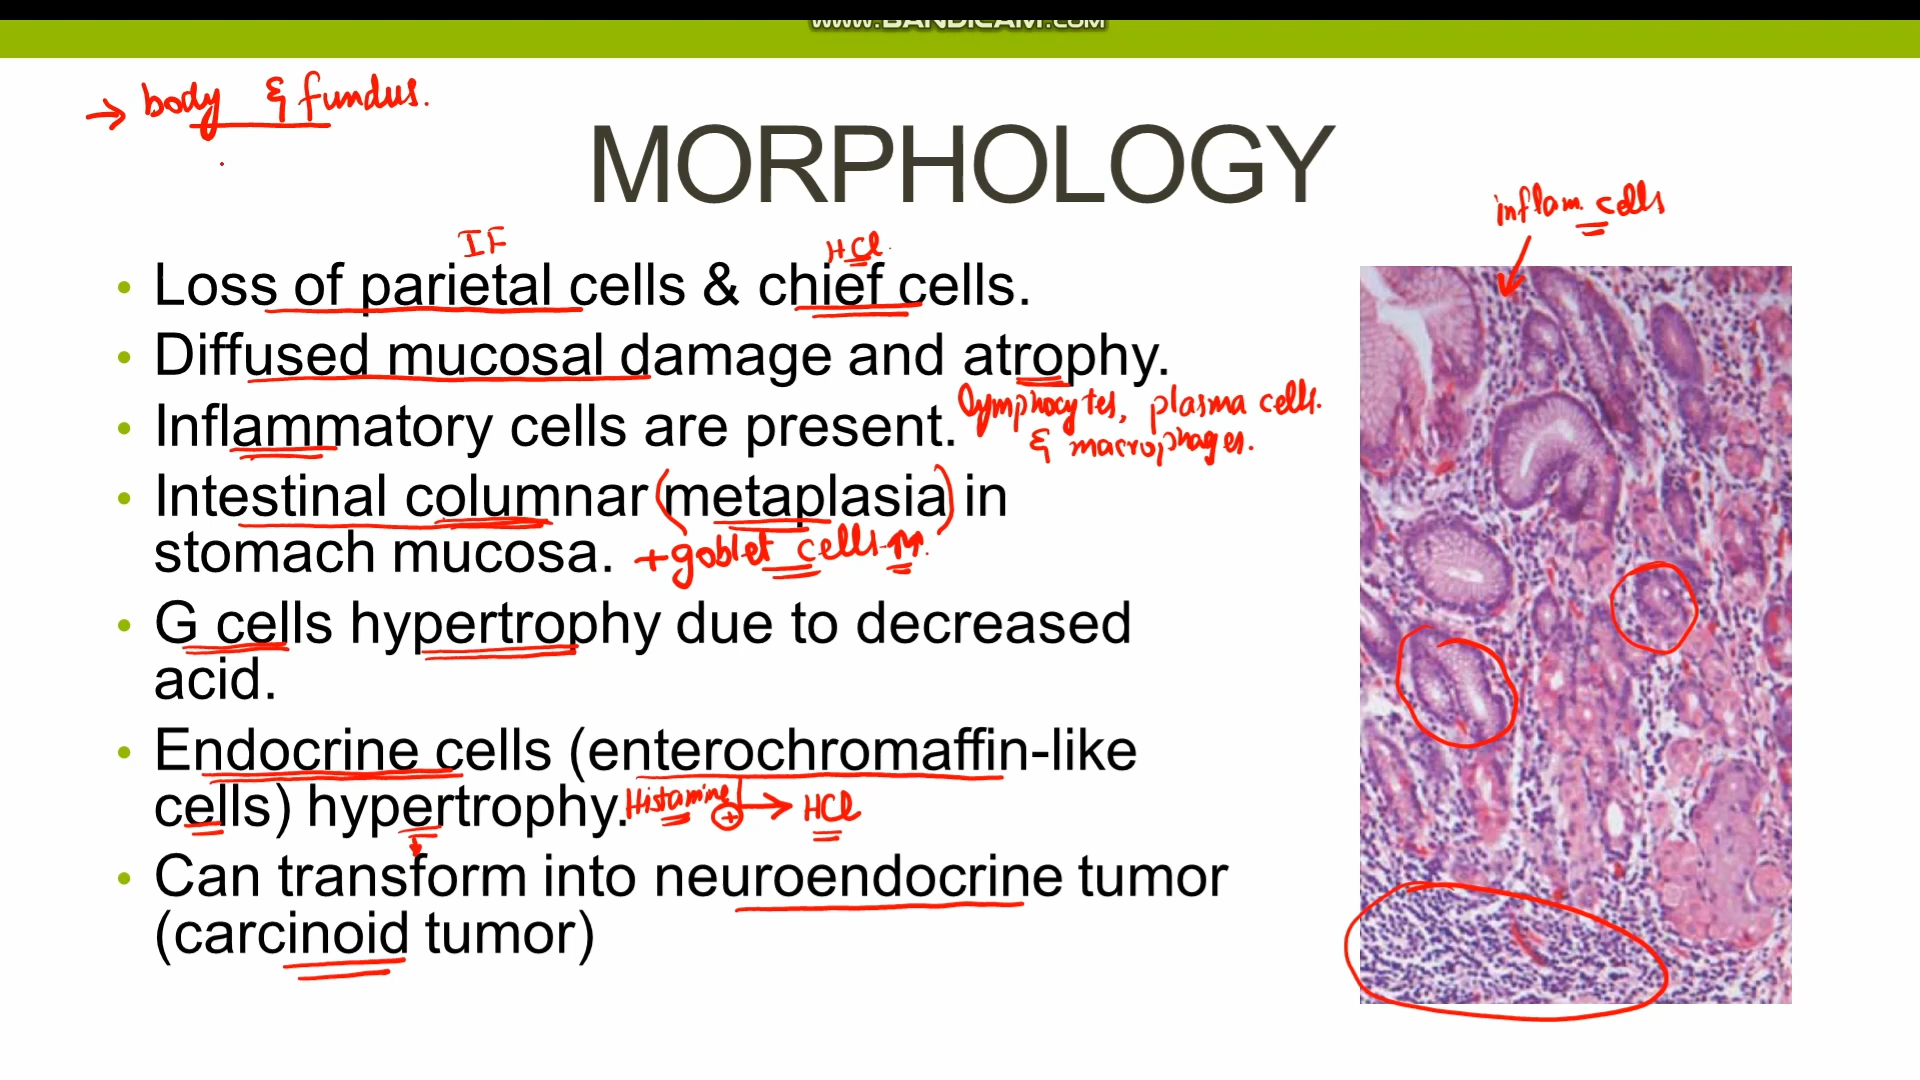 www.BANDICAM.com
→ body & fundus.
MORPHOLOGY
inflam. cells
IF
HCl
• Loss of parietal cells & chief cells.
• Diffused mucosal damage and atrophy.
• Inflammatory cells are present. Lymphocytes, plasma cells.
& macrophages.
• Intestinal columnar (metaplasia) in
stomach mucosa. +goblet cells
• G cells hypertrophy due to decreased
acid.
• Endocrine cells (enterochromaffin-like
cells) hypertrophy. Histamine + → HCl
• Can transform into neuroendocrine tumor
(carcinoid tumor)